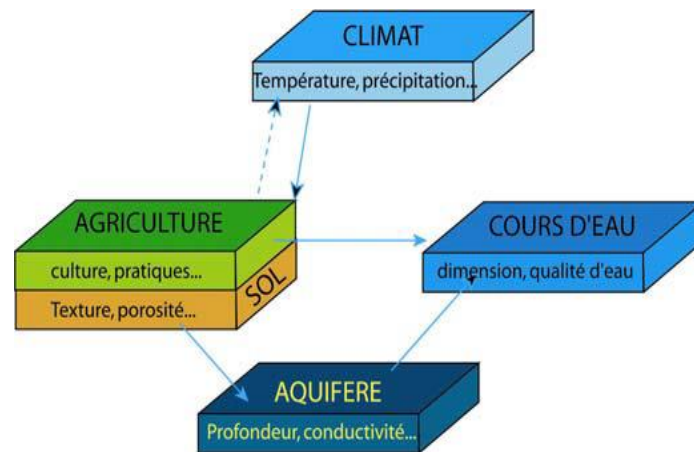 CLIMAT
Température, précipitation...
AGRICULTURE
culture, pratiques...
SOL
Texture, porosité...
COURS D'EAU
dimension, qualité d'eau
AQUIFERE
Profondeur, conductivité...